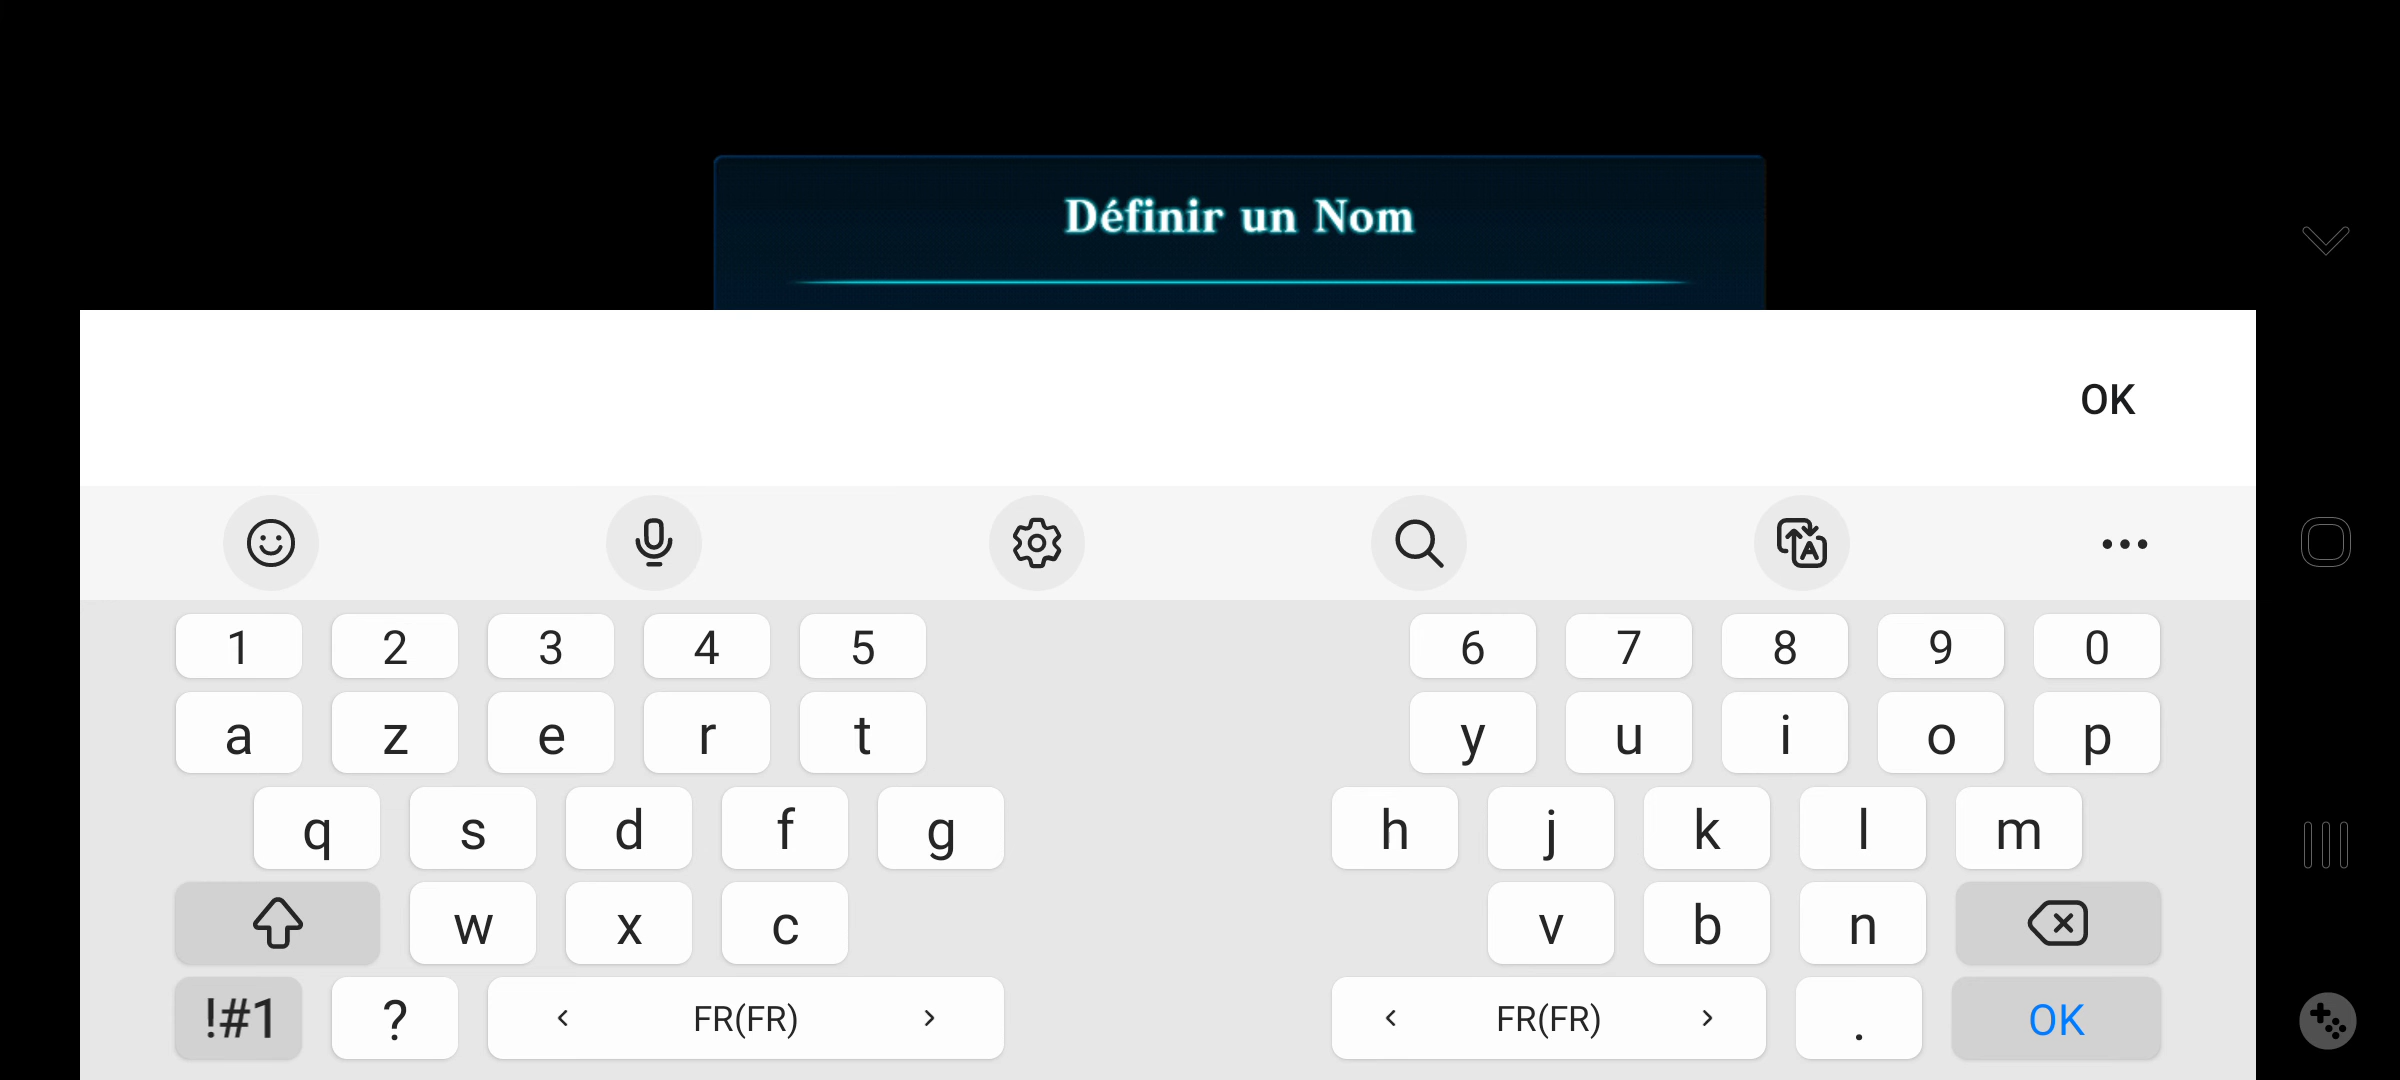 Définir un Nom
OK
1 2 3 4 5 6 7 8 9 0
a z e r t y u i o p
q s d f g h j k l m
w x c v b n
!#1 ? < FR(FR) > < FR(FR) > . OK